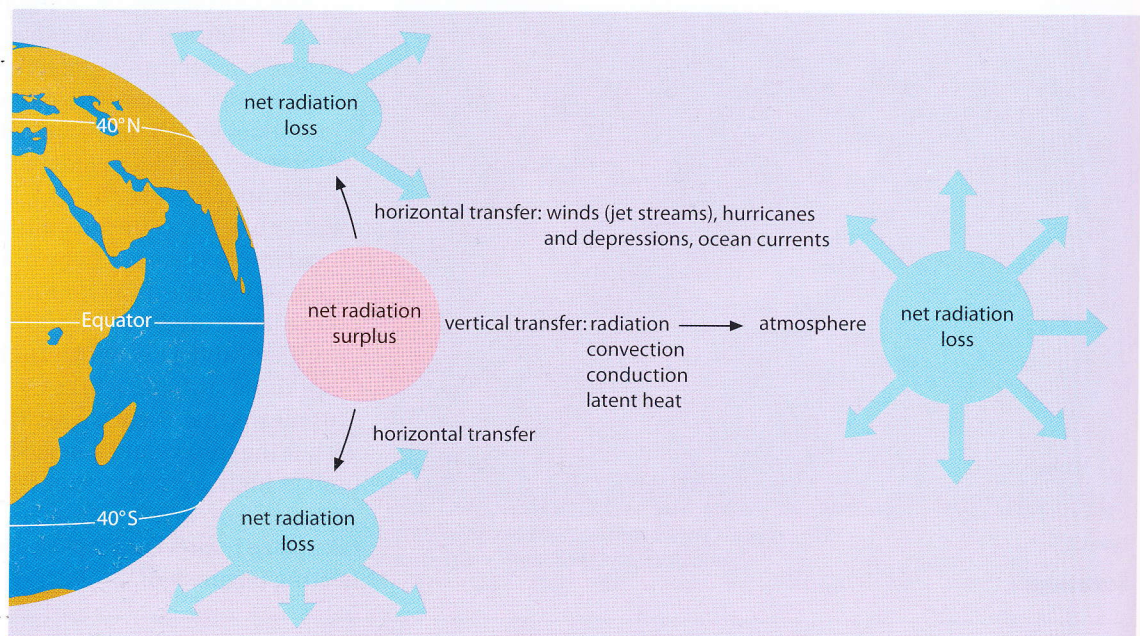 net radiation
loss
40°N
horizontal transfer: winds (jet streams), hurricanes
and depressions, ocean currents
net radiation
surplus
Equator
vertical transfer: radiation
convection
conduction
latent heat
atmosphere
net radiation
loss
horizontal transfer
40°S
net radiation
loss